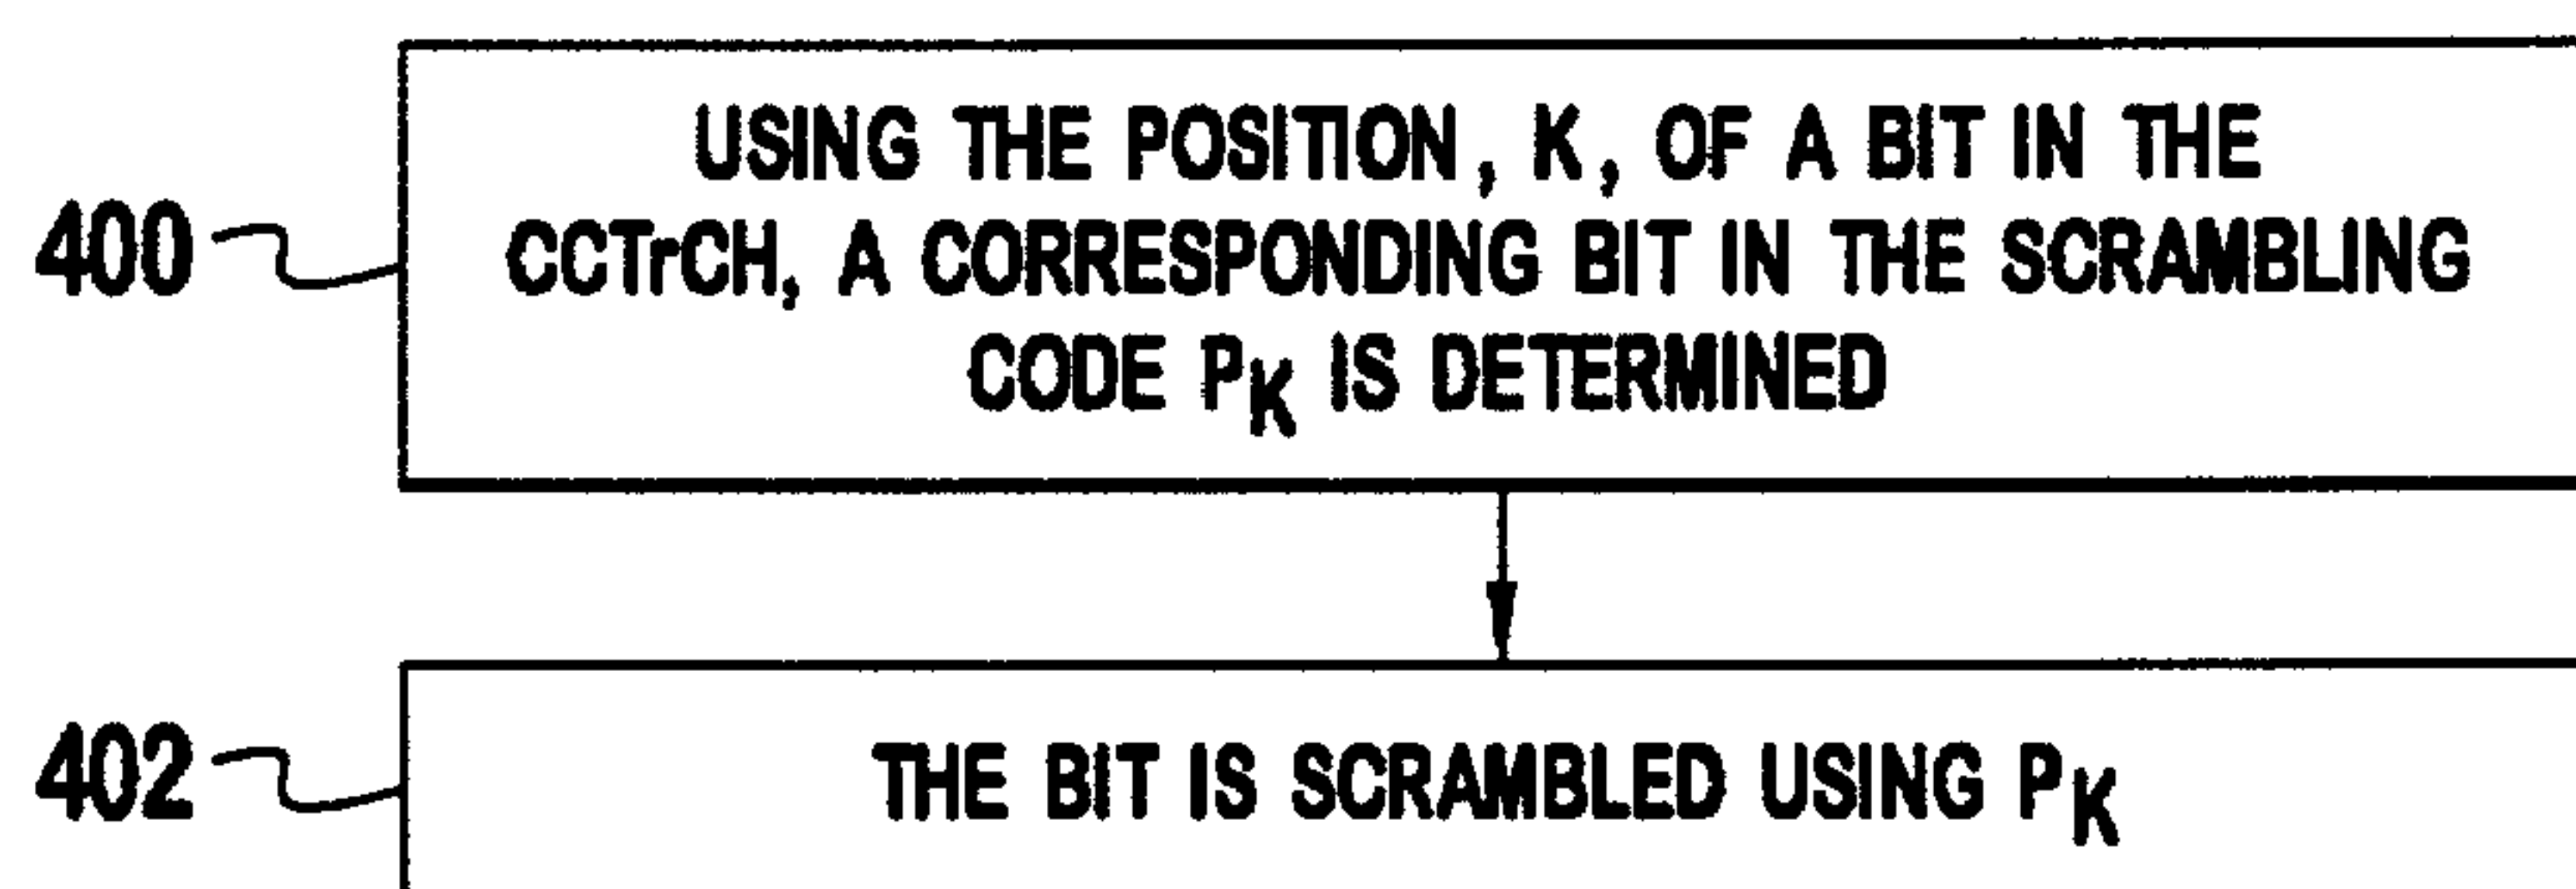 USING THE POSITION, K, OF A BIT IN THE
400
CCTrCH, A CORRESPONDING BIT IN THE SCRAMBLING
CODE PK IS DETERMINED
402
THE BIT IS SCRAMBLED USING PK